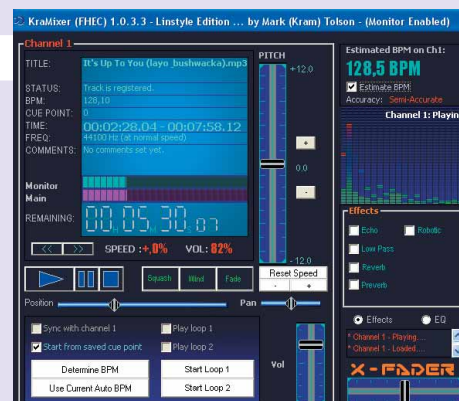 KraMixer (FHEC) 1.0.3.3 - Linstyle Edition ... by Mark (Kram) Tolson - (Monitor Enabled)
Channel 1
TITLE: It's Up To You (layo_bushwacka).mp3
STATUS: Track is registered.
BPM: 128,10
CUE POINT: 0
TIME: 00:02:28.04 - 00:07:58.12
FREQ: 44100 Hz (at normal speed)
COMMENTS: No comments set yet.
Monitor
Main
REMAINING: 00H 05M 30S 07
<< >> SPEED :+,0% VOL: 82%
PITCH
+12.0
+
0.0
-
- 12.0
Reset Speed
- +
Squash Wind Fade
Position
Pan
Sync with channel 1
Play loop 1
Start from saved cue point
Play loop 2
Determine BPM
Start Loop 1
Use Current Auto BPM
Start Loop 2
Vol
Estimated BPM on Ch1:
128,5 BPM
Estimate BPM
Accuracy: Semi-Accurate
Channel 1: Playin
Effects
Echo
Robotic
Low Pass
Reverb
Preverb
Effects
EQ
* Channel 1 - Playing....
* Channel 1 - Loaded....
X-FADER